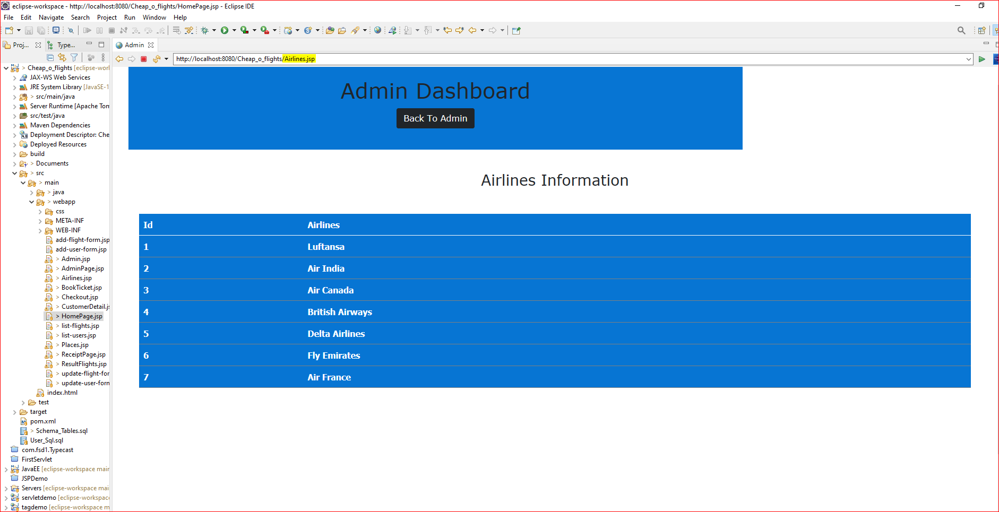 eclipse-workspace - http://localhost:8080/Cheap_o_flights/HomePage.jsp - Eclipse IDE
File Edit Navigate Search Project Run Window Help
Proj... Type...
Admin
http://localhost:8080/Cheap_o_flights/Airlines.jsp
> Cheap_o_flights [eclipse-worl
JAX-WS Web Services
JRE System Library [JavaSE-1
> src/main/java
Server Runtime [Apache Tom
src/test/java
Maven Dependencies
Deployment Descriptor: Che
Deployed Resources
build
> Documents
> src
> main
> java
> webapp
css
META-INF
WEB-INF
add-flight-form.jsp
add-user-form.jsp
> Admin.jsp
> AdminPage.jsp
> Airlines.jsp
> BookTicket.jsp
> Checkout.jsp
> CustomerDetail.js
> HomePage.jsp
> list-flights.jsp
> list-users.jsp
> Places.jsp
> ReceiptPage.jsp
> ResultFlights.jsp
> update-flight-for
> update-user-form
index.html
test
target
pom.xml
> Schema_Tables.sql
User_Sql.sql
com.fsd1.Typecast
FirstServlet
JavaEE [eclipse-workspace mair
JSPDemo
Servers [eclipse-workspace mai
servletdemo [eclipse-workspace
tagdemo [eclipse-workspace m
Admin Dashboard
Back To Admin
Airlines Information
Id Airlines
1 Luftansa
2 Air India
3 Air Canada
4 British Airways
5 Delta Airlines
6 Fly Emirates
7 Air France